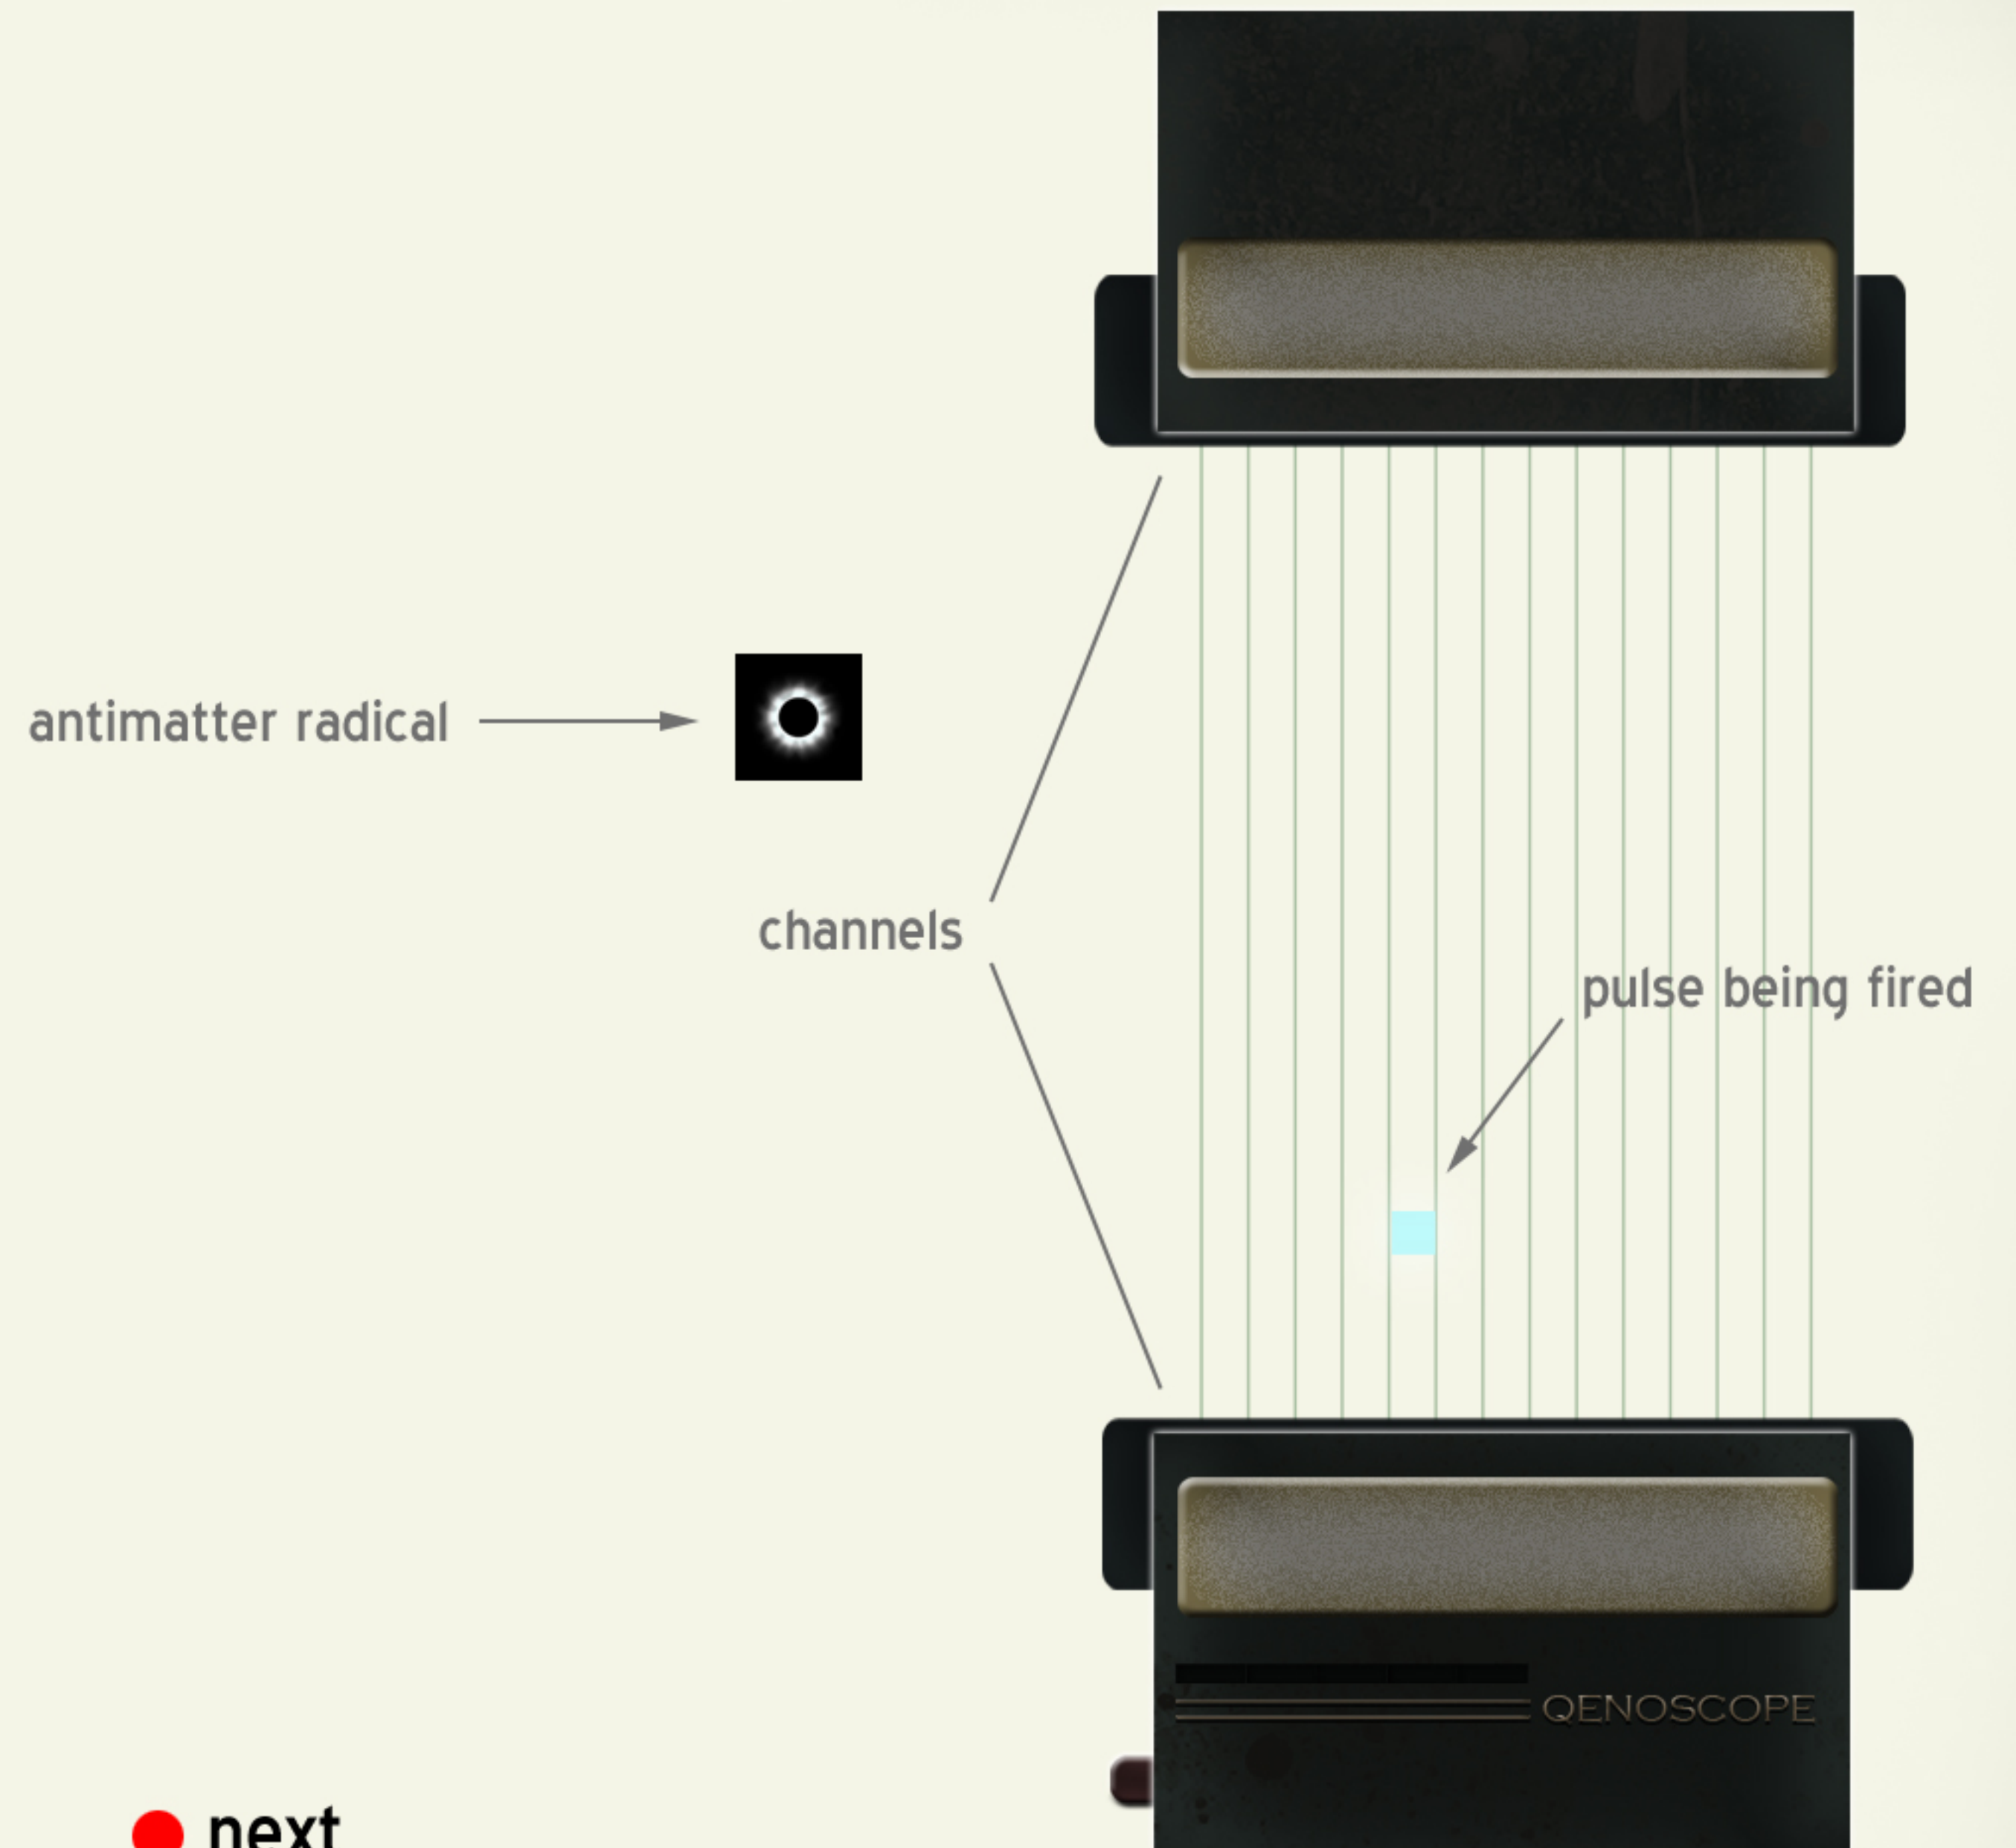 antimatter radical
channels
pulse being fired
QENOSCOPE
next